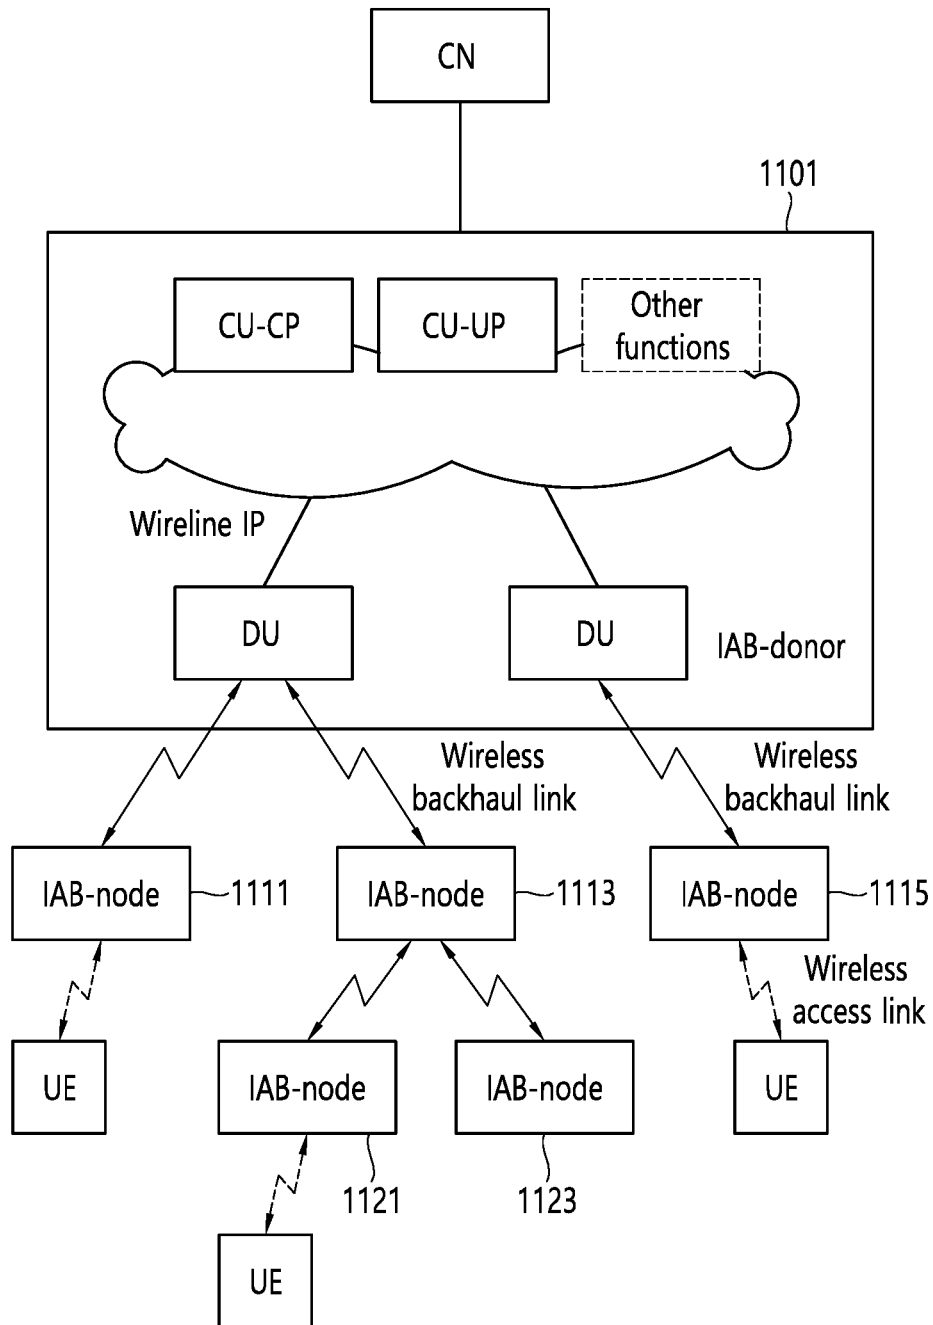 CN
1101
CU-CP
CU-UP
Other
functions
Wireline IP
DU
DU
IAB-donor
Wireless
backhaul link
Wireless
backhaul link
IAB-node
1111
IAB-node
1113
IAB-node
1115
Wireless
access link
UE
IAB-node
IAB-node
UE
1121
1123
UE